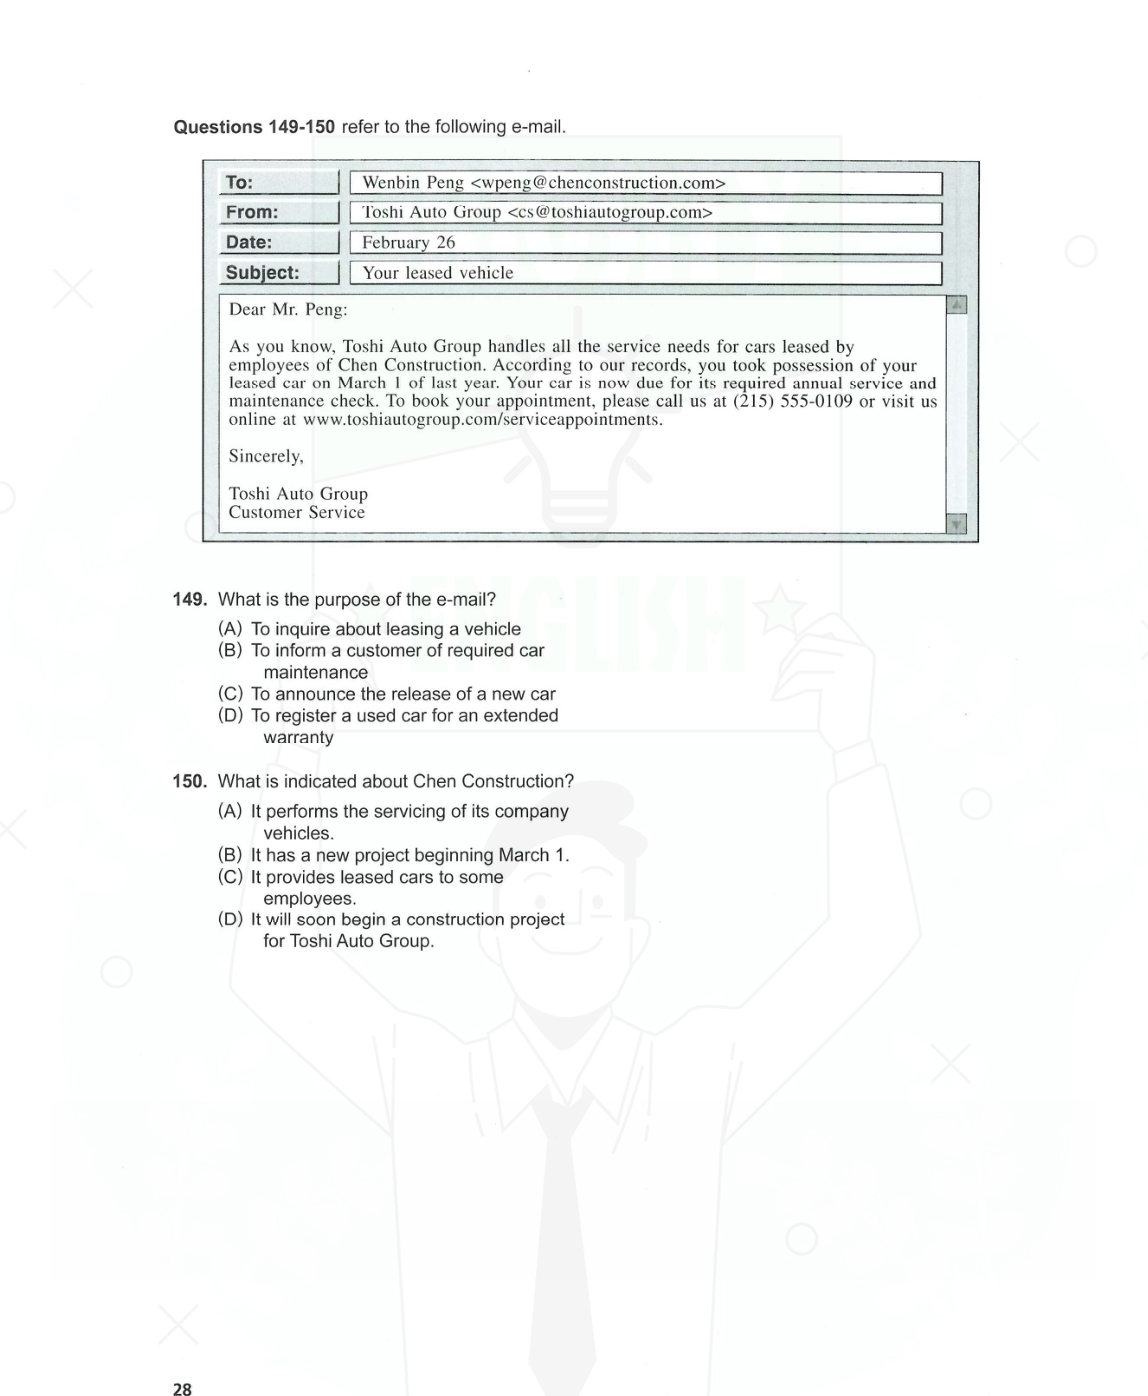 Questions 149-150 refer to the following e-mail.
To: Wenbin Peng <wpeng@chenconstruction.com>
From: Toshi Auto Group <cs@toshiautogroup.com>
Date: February 26
Subject: Your leased vehicle
Dear Mr. Peng:
As you know, Toshi Auto Group handles all the service needs for cars leased by
employees of Chen Construction. According to our records, you took possession of your
leased car on March 1 of last year. Your car is now due for its required annual service and
maintenance check. To book your appointment, please call us at (215) 555-0109 or visit us
online at www.toshiautogroup.com/serviceappointments.
Sincerely,
Toshi Auto Group
Customer Service
ENGLISH
149. What is the purpose of the e-mail?
(A) To inquire about leasing a vehicle
(B) To inform a customer of required car
maintenance
(C) To announce the release of a new car
(D) To register a used car for an extended
warranty
150. What is indicated about Chen Construction?
(A) It performs the servicing of its company
vehicles.
(B) It has a new project beginning March 1.
(C) It provides leased cars to some
employees.
(D) It will soon begin a construction project
for Toshi Auto Group.
28